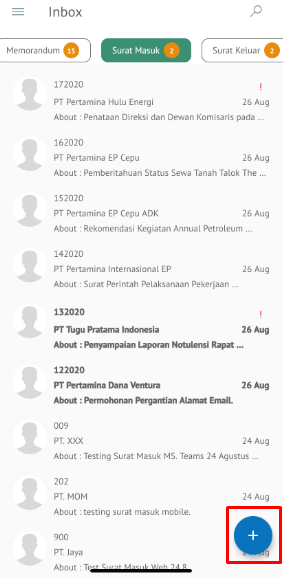 Inbox
Memorandum 15
Surat Masuk 2
Surat Keluar 2
172020
!
PT Pertamina Hulu Energi
26 Aug
About : Penataan Direksi dan Dewan Komisaris pada ...
162020
PT Pertamina EP Cepu
26 Aug
About : Pemberitahuan Status Sewa Tanah Talok The ...
152020
PT Pertamina EP Cepu ADK
26 Aug
About : Rekomendasi Kegiatan Annual Petroleum ...
142020
PT Pertamina Internasional EP
26 Aug
About : Surat Perintah Pelaksanaan Pekerjaan ...
132020
!
PT Tugu Pratama Indonesia
26 Aug
About : Penyampaian Laporan Notulensi Rapat ...
122020
PT Pertamina Dana Ventura
26 Aug
About : Permohonan Pergantian Alamat Email.
009
PT. XXX
24 Aug
About : Testing Surat Masuk MS. Teams 24 Agustus ...
202
PT. MOM
24 Aug
About : testing surat masuk mobile.
900
PT. Jaya
24 Aug
About : Test Surat Masuk Web 24 8
+